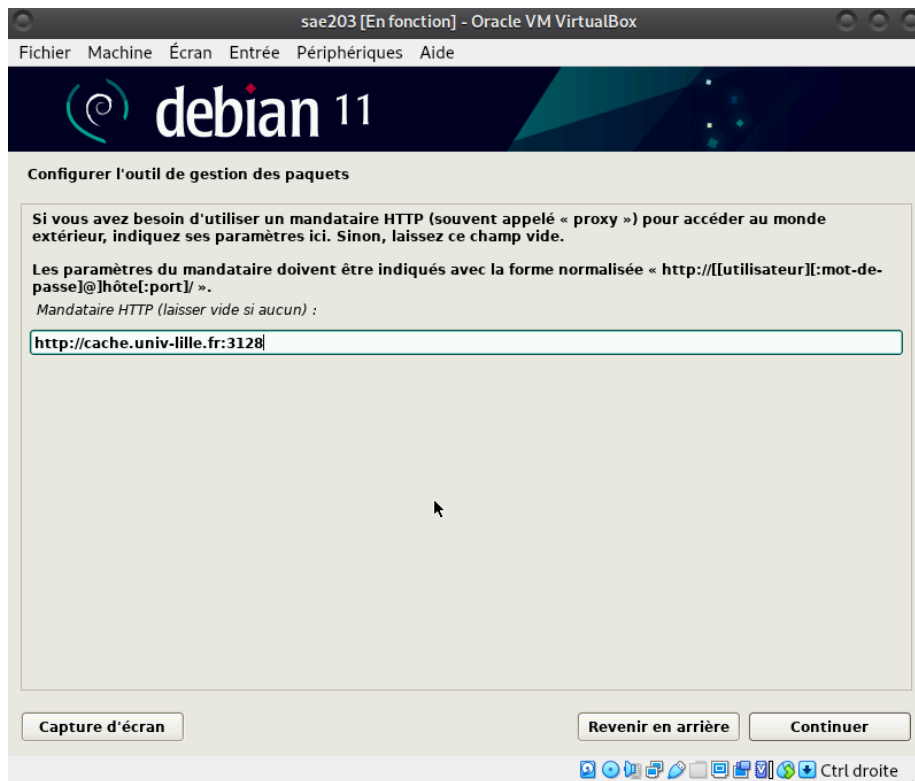 sae203 [En fonction] - Oracle VM VirtualBox
Fichier Machine Écran Entrée Périphériques Aide
debian 11
Configurer l'outil de gestion des paquets
Si vous avez besoin d'utiliser un mandataire HTTP (souvent appelé « proxy ») pour accéder au monde
extérieur, indiquez ses paramètres ici. Sinon, laissez ce champ vide.
Les paramètres du mandataire doivent être indiqués avec la forme normalisée « http://[[utilisateur][:mot-de-
passe]@]hôte[:port]/ ».
Mandataire HTTP (laisser vide si aucun) :
http://cache.univ-lille.fr:3128
Capture d'écran Revenir en arrière Continuer
Ctrl droite